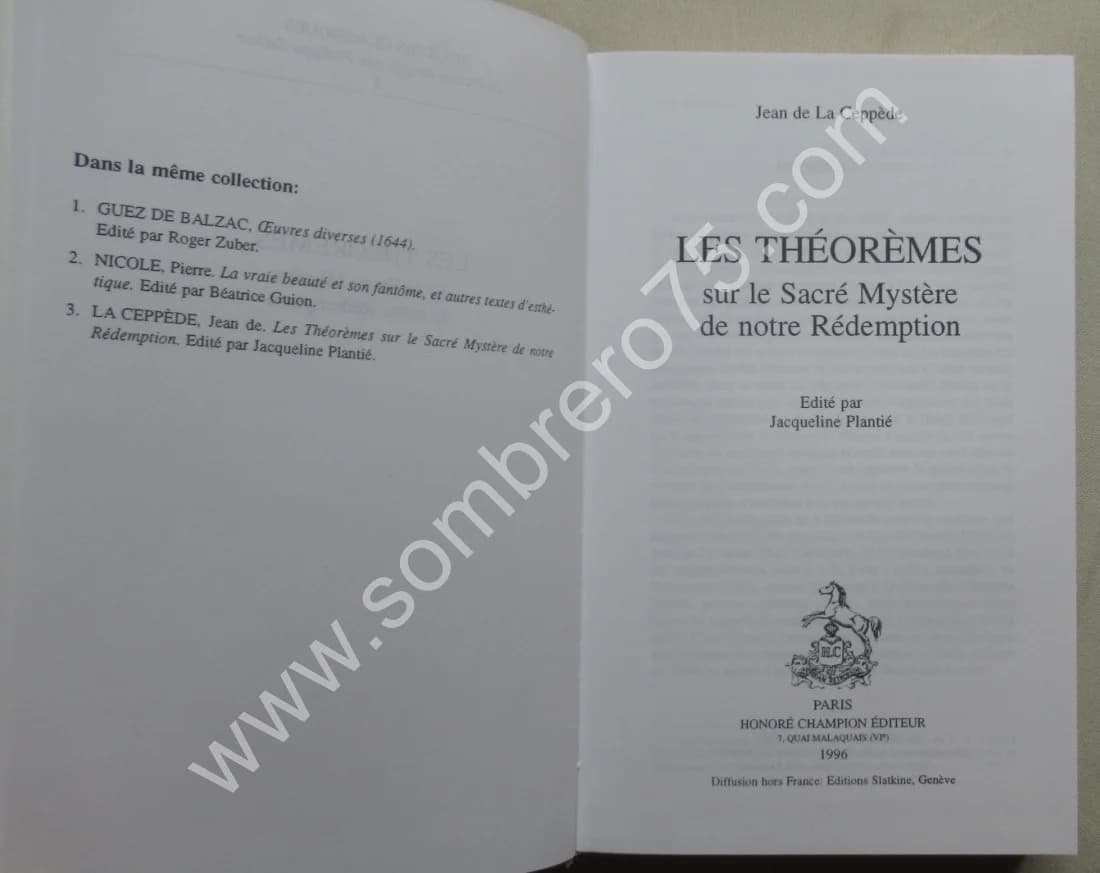 Dans la même collection:
1. GUEZ DE BALZAC, Œuvres diverses (1644).
Edité par Roger Zuber.
2. NICOLE, Pierre. La vraie beauté et son fantôme, et autres textes d'esthé-
tique. Edité par Béatrice Guion.
3. LA CEPPÈDE, Jean de. Les Théorèmes sur le Sacré Mystère de notre
Rédemption. Edité par Jacqueline Plantié.
Jean de La Ceppède
LES THÉORÈMES
sur le Sacré Mystère
de notre Rédemption
Edité par
Jacqueline Plantié
H.C
PARIS
HONORÉ CHAMPION ÉDITEUR
7, QUAI MALAQUAIS (VIᵉ)
1996
Diffusion hors France: Editions Slatkine, Genève
www.sombrero75.com